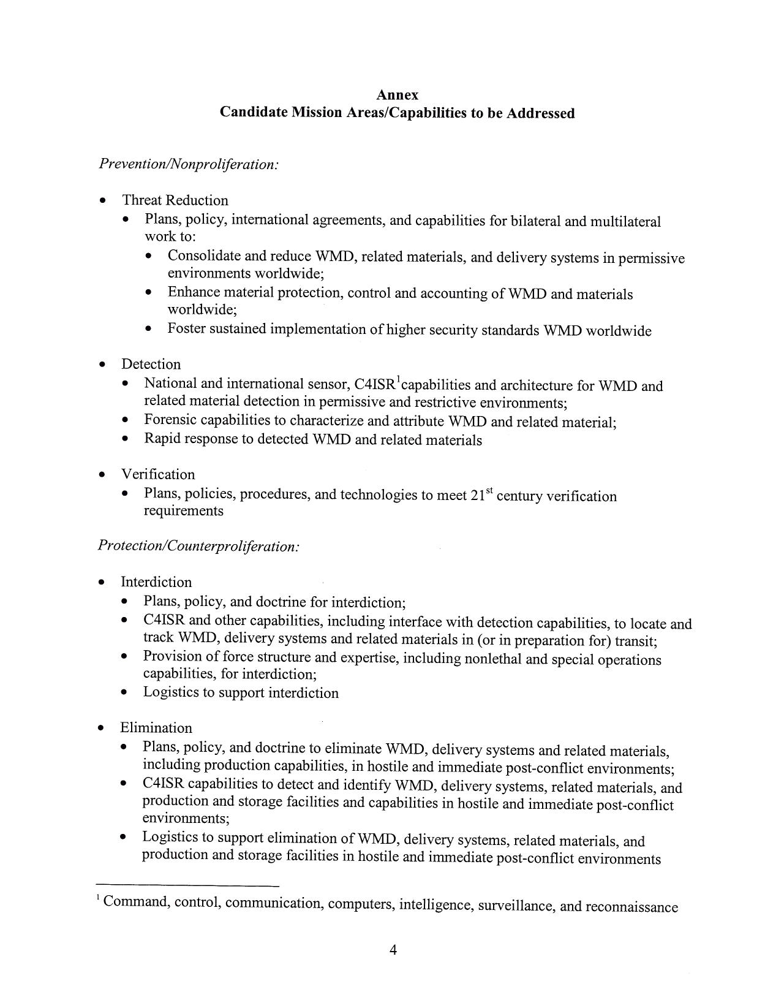 Annex
Candidate Mission Areas/Capabilities to be Addressed
Prevention/Nonproliferation:
• Threat Reduction
• Plans, policy, international agreements, and capabilities for bilateral and multilateral
work to:
• Consolidate and reduce WMD, related materials, and delivery systems in permissive
environments worldwide;
• Enhance material protection, control and accounting of WMD and materials
worldwide;
• Foster sustained implementation of higher security standards WMD worldwide
• Detection
• National and international sensor, C4ISR¹capabilities and architecture for WMD and
related material detection in permissive and restrictive environments;
• Forensic capabilities to characterize and attribute WMD and related material;
• Rapid response to detected WMD and related materials
• Verification
• Plans, policies, procedures, and technologies to meet 21st century verification
requirements
Protection/Counterproliferation:
• Interdiction
• Plans, policy, and doctrine for interdiction;
• C4ISR and other capabilities, including interface with detection capabilities, to locate and
track WMD, delivery systems and related materials in (or in preparation for) transit;
• Provision of force structure and expertise, including nonlethal and special operations
capabilities, for interdiction;
• Logistics to support interdiction
• Elimination
• Plans, policy, and doctrine to eliminate WMD, delivery systems and related materials,
including production capabilities, in hostile and immediate post-conflict environments;
• C4ISR capabilities to detect and identify WMD, delivery systems, related materials, and
production and storage facilities and capabilities in hostile and immediate post-conflict
environments;
• Logistics to support elimination of WMD, delivery systems, related materials, and
production and storage facilities in hostile and immediate post-conflict environments
¹ Command, control, communication, computers, intelligence, surveillance, and reconnaissance
4